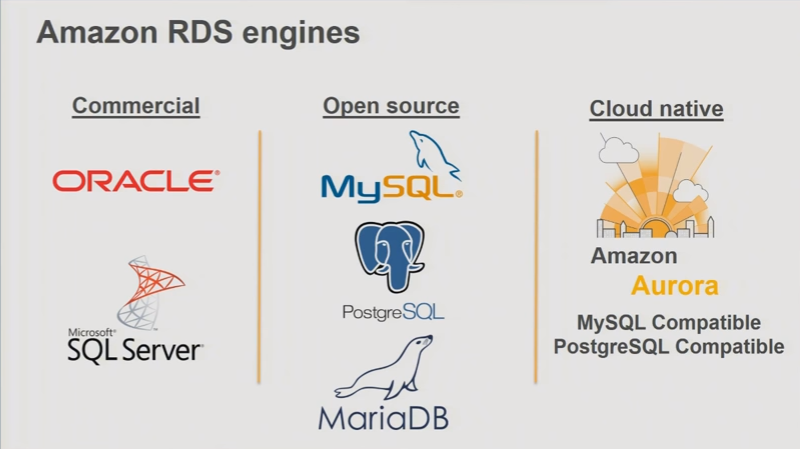 Amazon RDS engines
Commercial
ORACLE®
Microsoft®
SQL Server®
Open source
MySQL®
PostgreSQL
MariaDB
Cloud native
Amazon
Aurora
MySQL Compatible
PostgreSQL Compatible